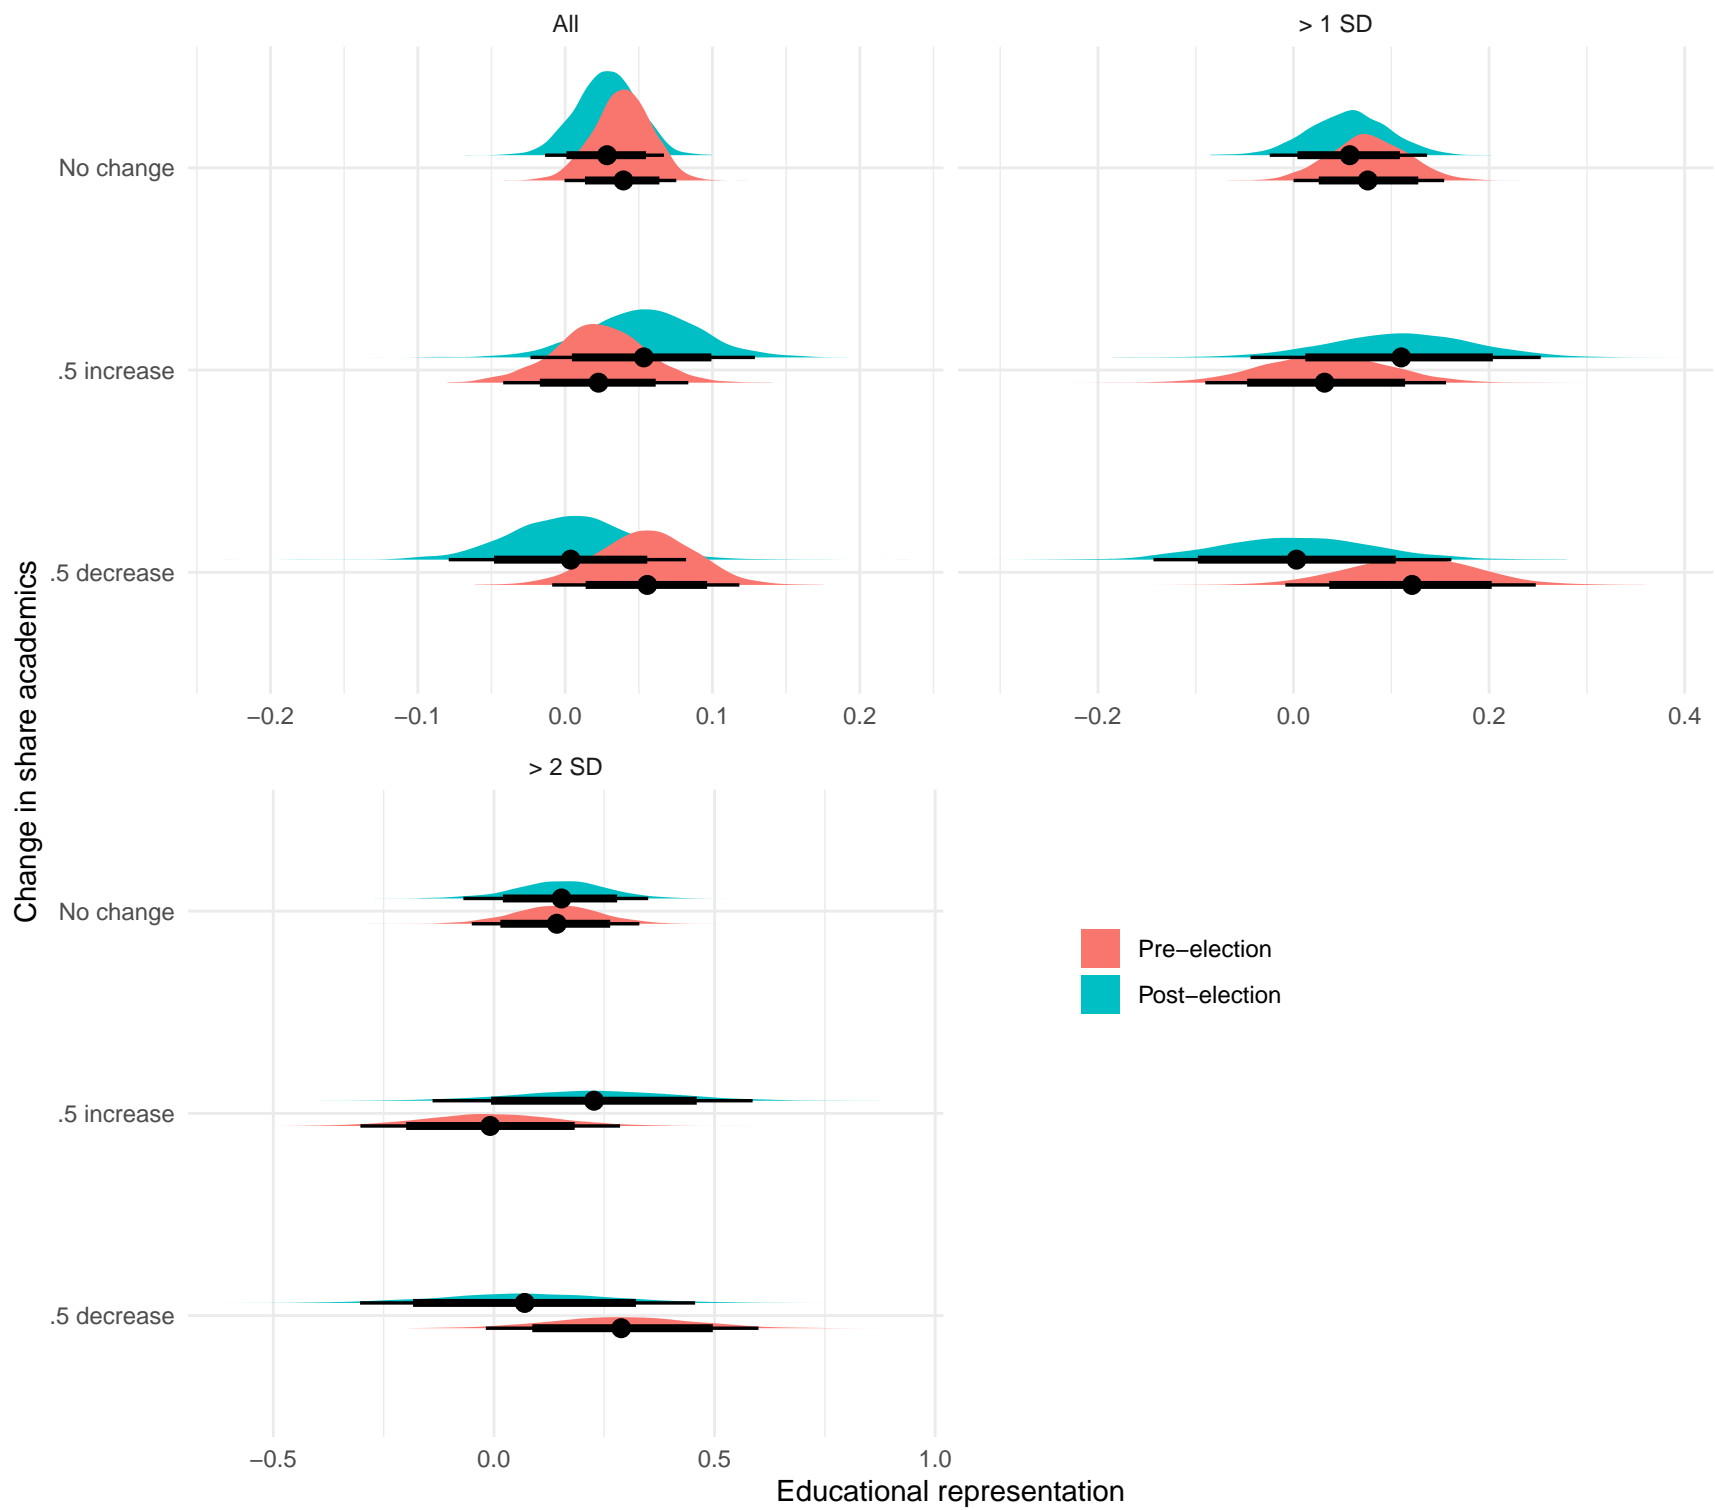 All
> 1 SD
No change
.5 increase
.5 decrease
−0.2 −0.1 0.0 0.1 0.2
−0.2 0.0 0.2 0.4
Change in share academics
> 2 SD
No change
.5 increase
.5 decrease
−0.5 0.0 0.5 1.0
Pre−election
Post−election
Educational representation